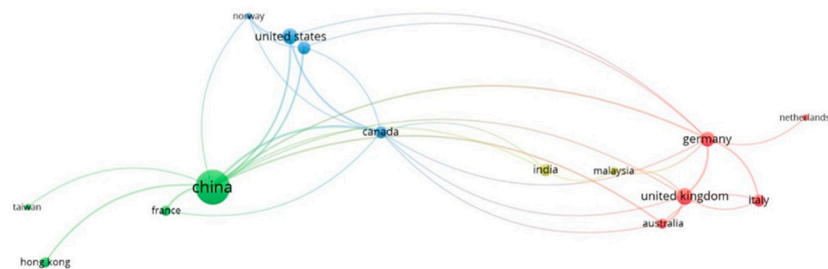 norway
united states
canada
netherlands
germany
india
malaysia
china
united kingdom
italy
taiwan
france
australia
hong kong